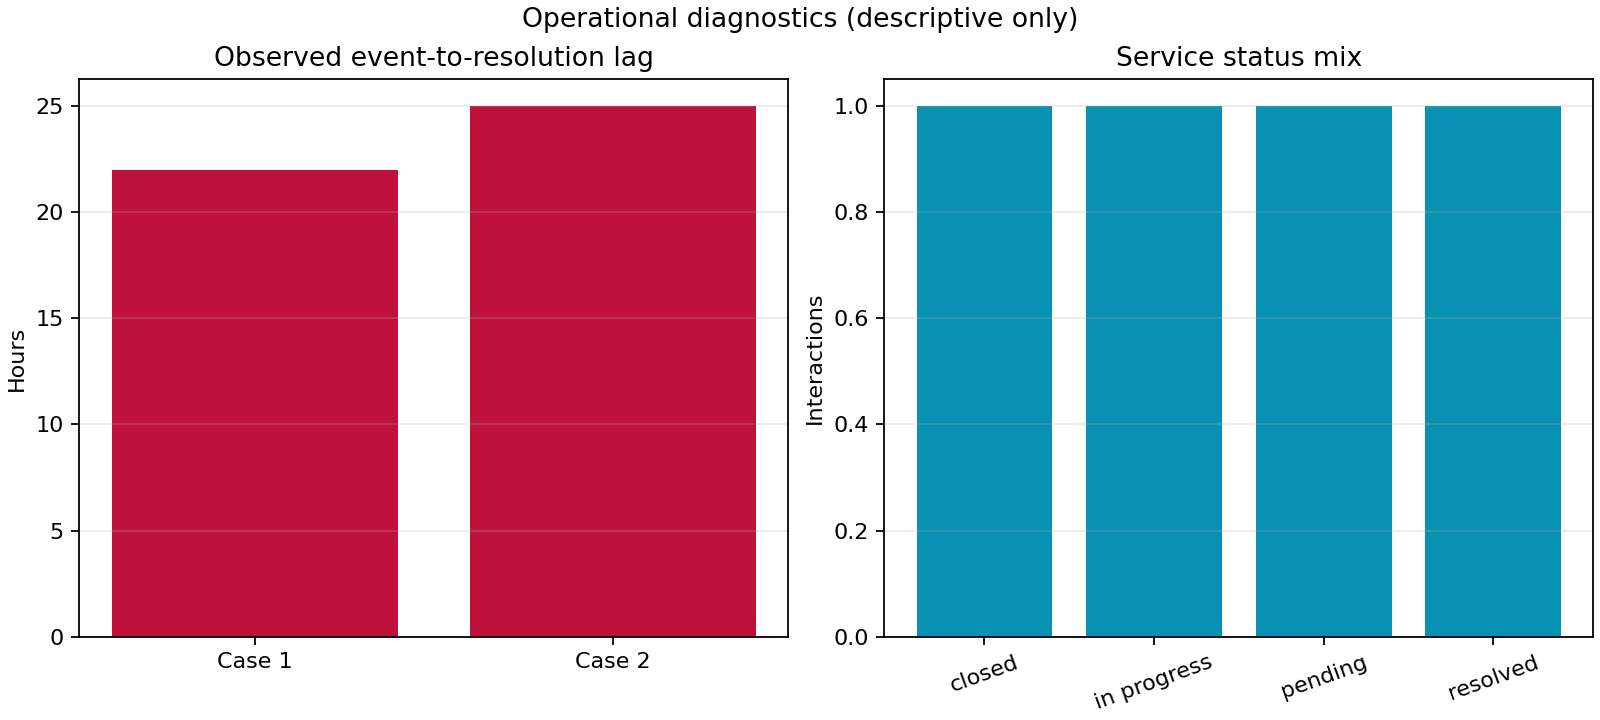 Operational diagnostics (descriptive only)
Observed event-to-resolution lag
Hours
25
20
15
10
5
0
Case 1
Case 2
Service status mix
Interactions
1.0
0.8
0.6
0.4
0.2
0.0
closed
in progress
pending
resolved